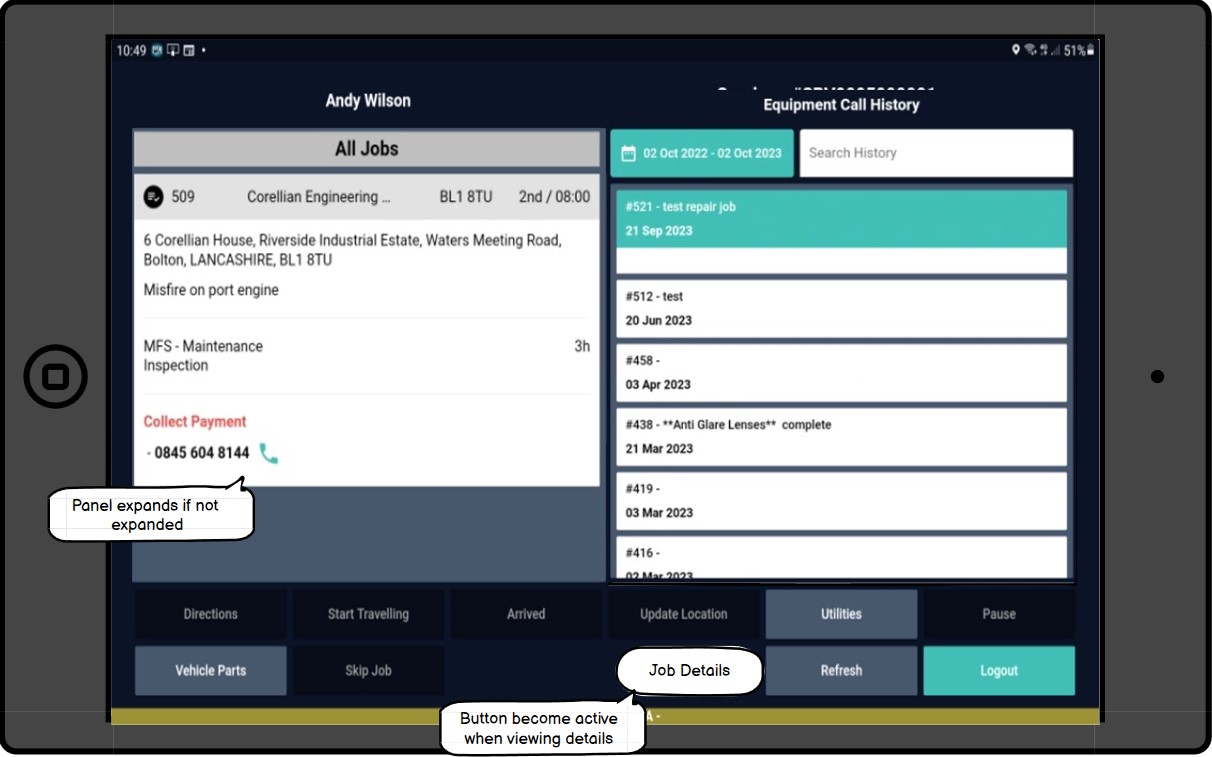 10:49
51%
Andy Wilson
Equipment Call History
All Jobs
02 Oct 2022 - 02 Oct 2023
Search History
509 Corellian Engineering ... BL1 8TU 2nd / 08:00
6 Corellian House, Riverside Industrial Estate, Waters Meeting Road,
Bolton, LANCASHIRE, BL1 8TU
Misfire on port engine
MFS - Maintenance
Inspection
3h
Collect Payment
- 0845 604 8144
Panel expands if not
expanded
#521 - test repair job
21 Sep 2023
#512 - test
20 Jun 2023
#458 -
03 Apr 2023
#438 - **Anti Glare Lenses** complete
21 Mar 2023
#419 -
03 Mar 2023
#416 -
02 Mar 2023
Directions
Start Travelling
Arrived
Update Location
Utilities
Pause
Vehicle Parts
Skip Job
Job Details
Refresh
Logout
Button become active
when viewing details
A -